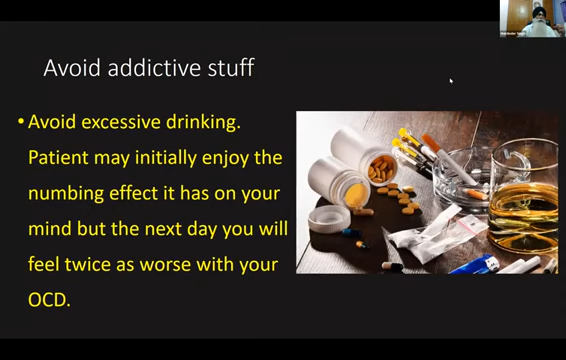 Avoid addictive stuff
• Avoid excessive drinking.
Patient may initially enjoy the
numbing effect it has on your
mind but the next day you will
feel twice as worse with your
OCD.